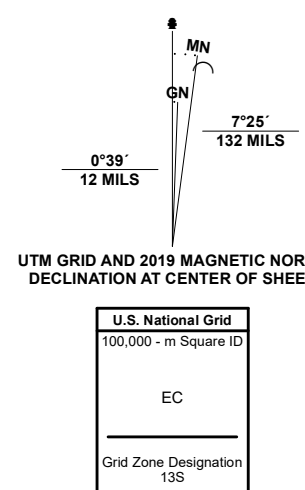 MN
GN
7°25´
132 MILS
0°39´
12 MILS
UTM GRID AND 2019 MAGNETIC NOR
DECLINATION AT CENTER OF SHEE
U.S. National Grid
100,000 - m Square ID
EC
Grid Zone Designation
13S